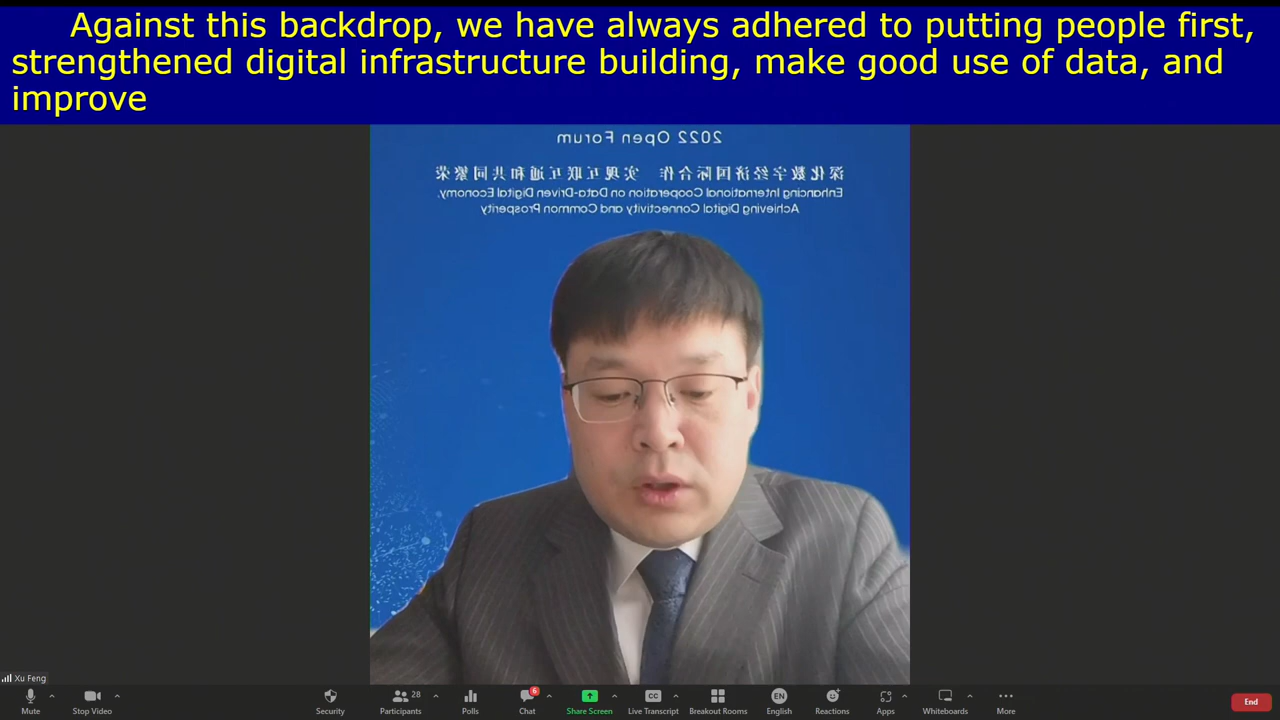 Against this backdrop, we have always adhered to putting people first,
strengthened digital infrastructure building, make good use of data, and
improve
2022 Open Forum
深化数字经济国际合作 实现互联互通和共同繁荣
Enhancing International Cooperation on Data-Driven Digital Economy,
Achieving Digital Connectivity and Common Prosperity
Xu Feng
Mute
Stop Video
Security
28
Participants
Polls
6
Chat
Share Screen
CC
Live Transcript
Breakout Rooms
EN
English
Reactions
Apps
Whiteboards
More
End